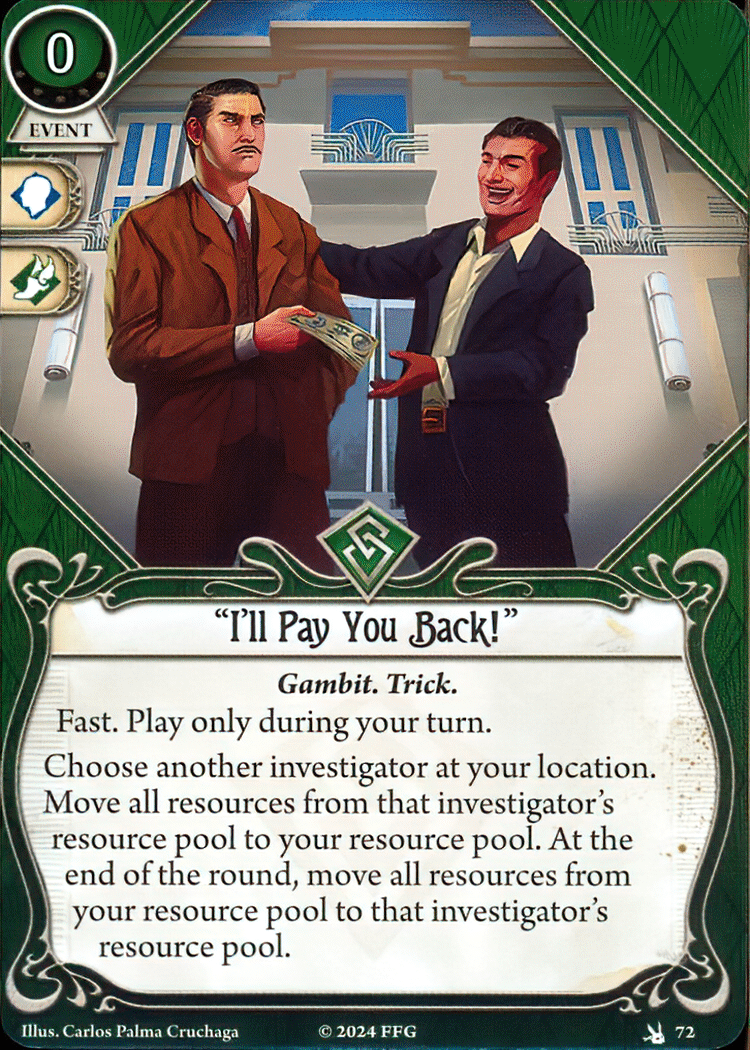 0
EVENT
“I’ll Pay You Back!”
Gambit. Trick.
Fast. Play only during your turn.
Choose another investigator at your location.
Move all resources from that investigator’s
resource pool to your resource pool. At the
end of the round, move all resources from
your resource pool to that investigator’s
resource pool.
Illus. Carlos Palma Cruchaga
© 2024 FFG
72